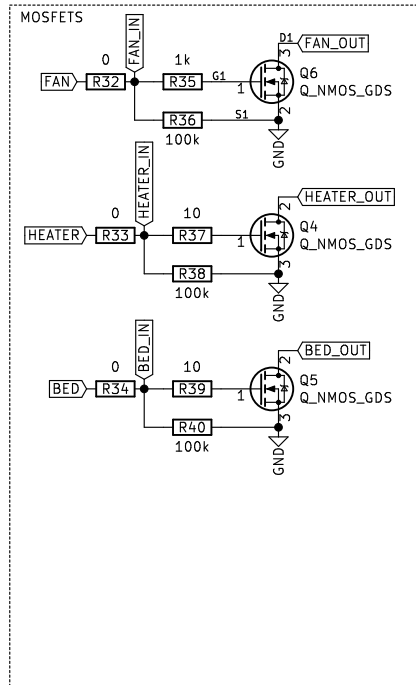 MOSFETS
FAN_IN
D1
3
FAN_OUT
0
1k
FAN
R32
R35
G1
1
Q6
Q_NMOS_GDS
R36
S1
2
100k
GND
HEATER_IN
2
HEATER_OUT
0
10
HEATER
R33
R37
1
Q4
Q_NMOS_GDS
R38
3
100k
GND
BED_IN
2
BED_OUT
0
10
BED
R34
R39
1
Q5
Q_NMOS_GDS
R40
3
100k
GND